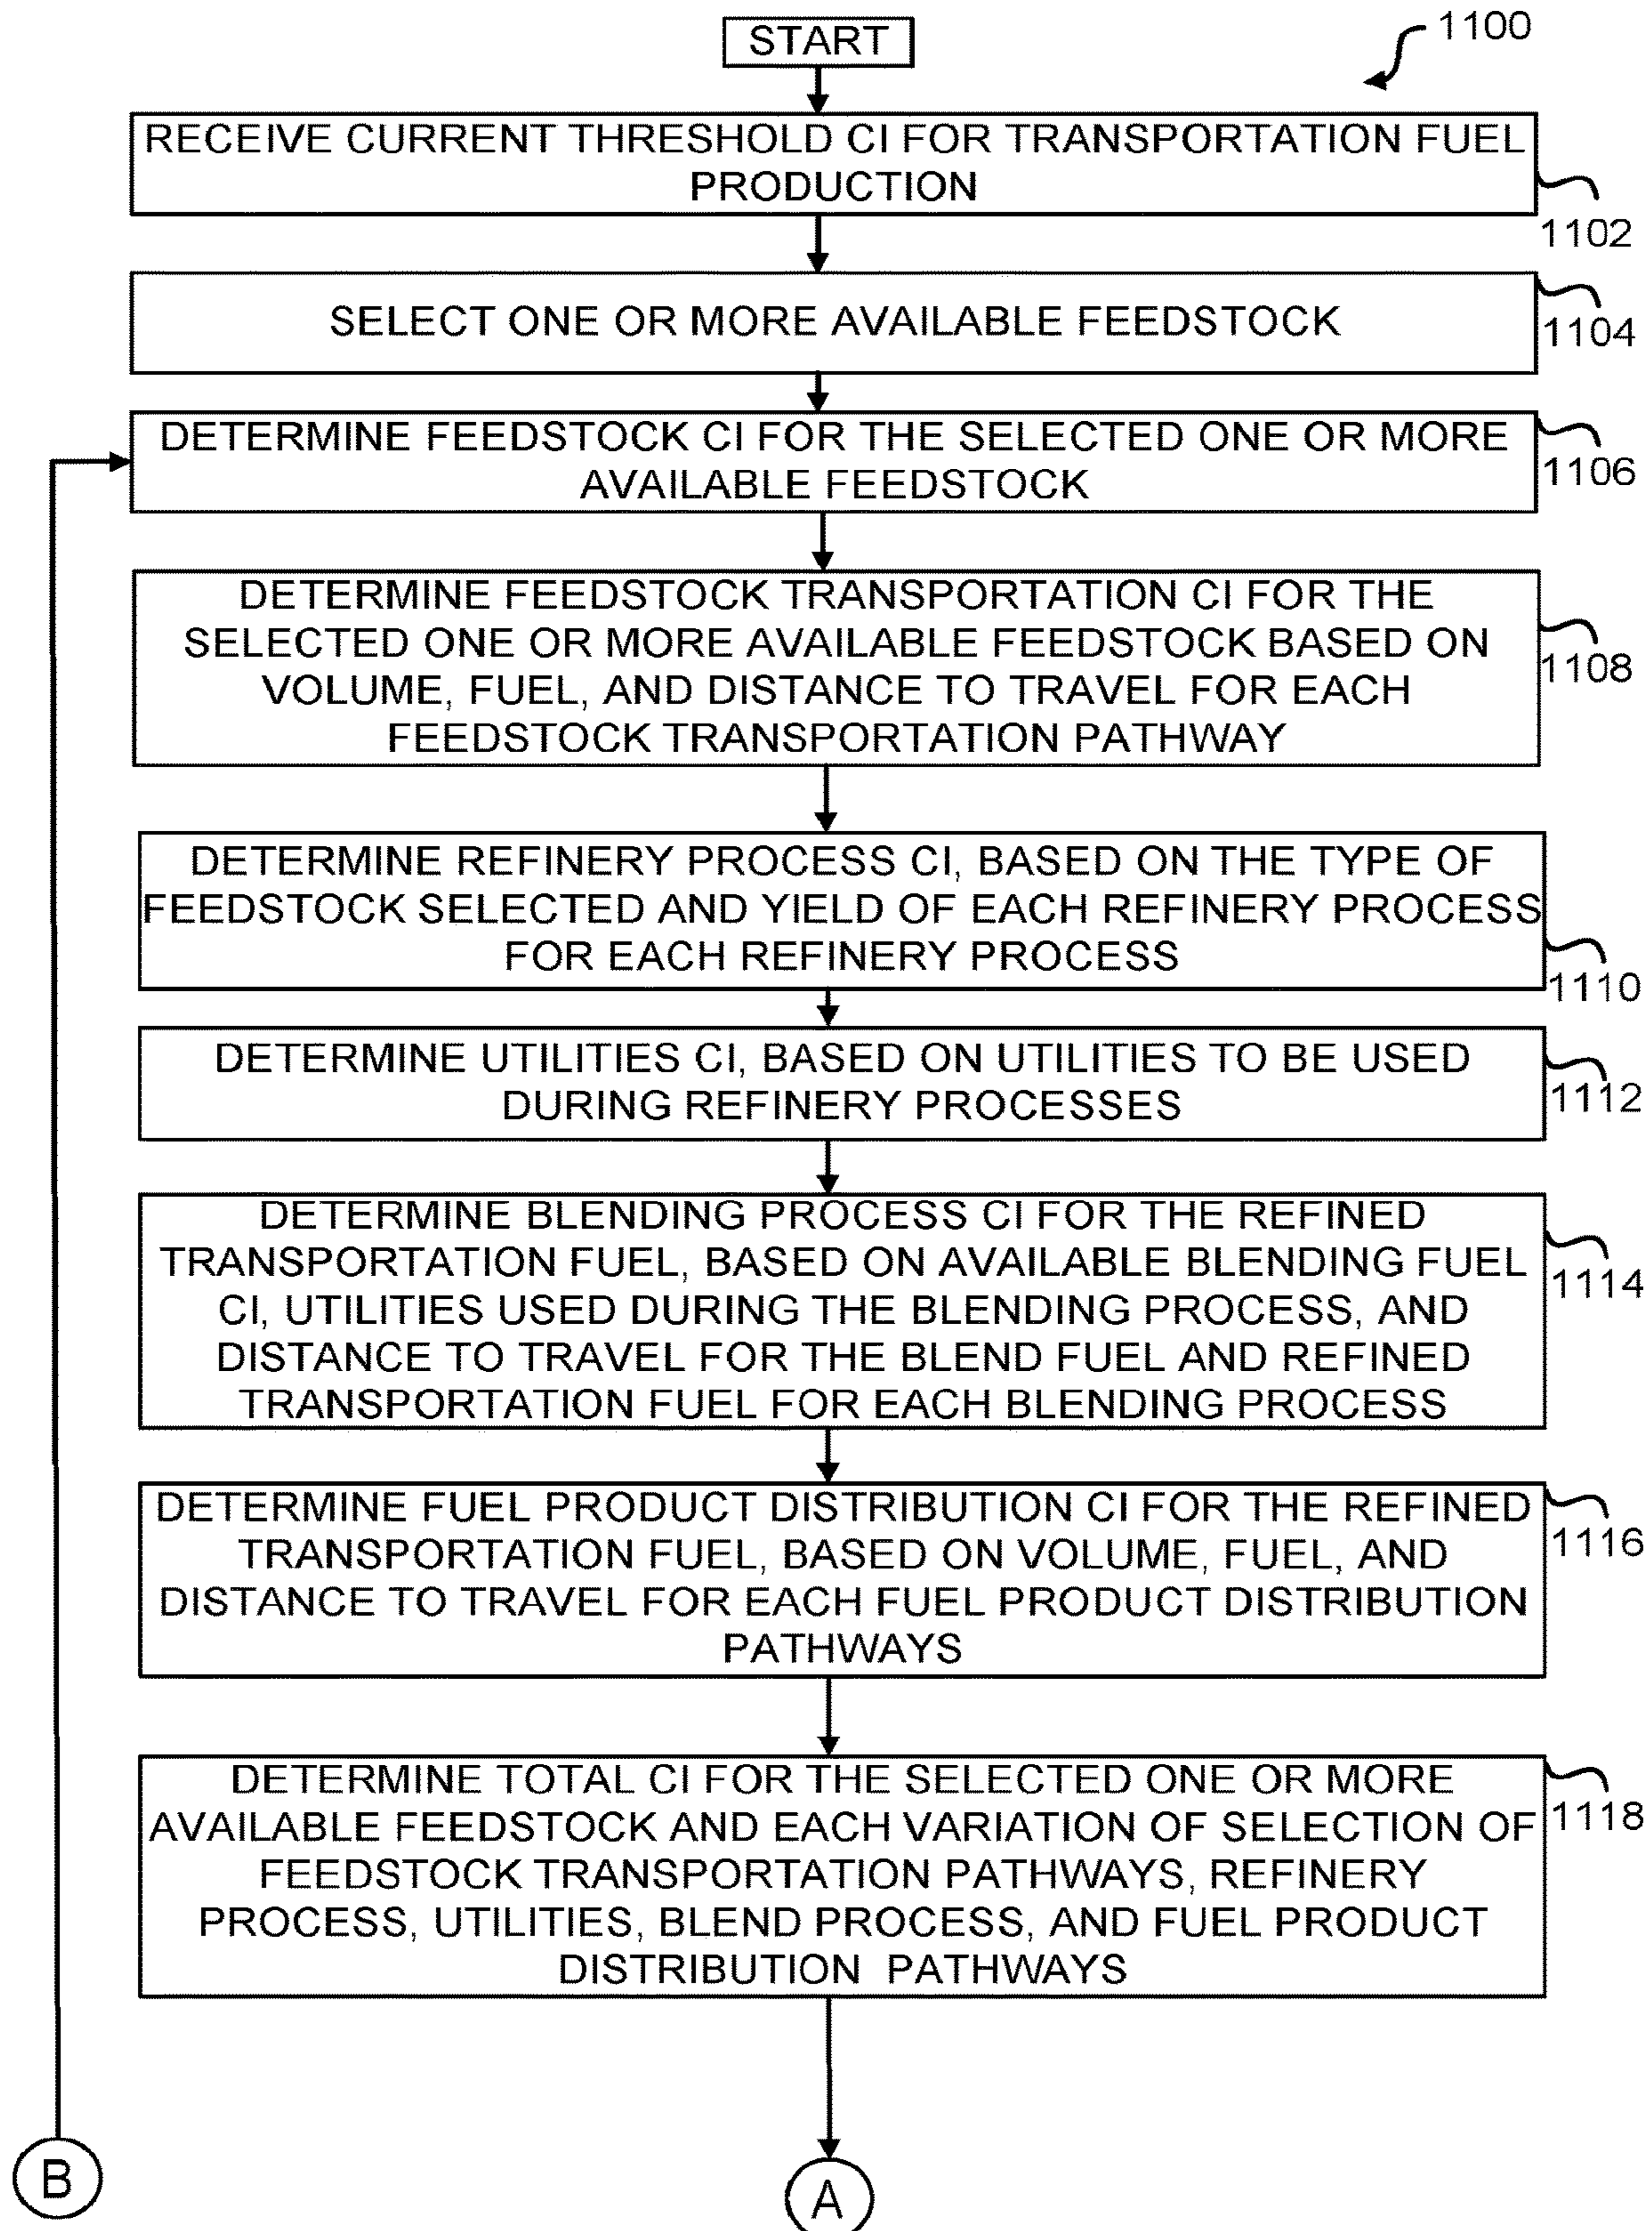 START
1100
RECEIVE CURRENT THRESHOLD CI FOR TRANSPORTATION FUEL
PRODUCTION
1102
SELECT ONE OR MORE AVAILABLE FEEDSTOCK
1104
DETERMINE FEEDSTOCK CI FOR THE SELECTED ONE OR MORE
AVAILABLE FEEDSTOCK
1106
DETERMINE FEEDSTOCK TRANSPORTATION CI FOR THE
SELECTED ONE OR MORE AVAILABLE FEEDSTOCK BASED ON
VOLUME, FUEL, AND DISTANCE TO TRAVEL FOR EACH
FEEDSTOCK TRANSPORTATION PATHWAY
1108
DETERMINE REFINERY PROCESS CI, BASED ON THE TYPE OF
FEEDSTOCK SELECTED AND YIELD OF EACH REFINERY PROCESS
FOR EACH REFINERY PROCESS
1110
DETERMINE UTILITIES CI, BASED ON UTILITIES TO BE USED
DURING REFINERY PROCESSES
1112
DETERMINE BLENDING PROCESS CI FOR THE REFINED
TRANSPORTATION FUEL, BASED ON AVAILABLE BLENDING FUEL
CI, UTILITIES USED DURING THE BLENDING PROCESS, AND
DISTANCE TO TRAVEL FOR THE BLEND FUEL AND REFINED
TRANSPORTATION FUEL FOR EACH BLENDING PROCESS
1114
DETERMINE FUEL PRODUCT DISTRIBUTION CI FOR THE REFINED
TRANSPORTATION FUEL, BASED ON VOLUME, FUEL, AND
DISTANCE TO TRAVEL FOR EACH FUEL PRODUCT DISTRIBUTION
PATHWAYS
1116
DETERMINE TOTAL CI FOR THE SELECTED ONE OR MORE
AVAILABLE FEEDSTOCK AND EACH VARIATION OF SELECTION OF
FEEDSTOCK TRANSPORTATION PATHWAYS, REFINERY
PROCESS, UTILITIES, BLEND PROCESS, AND FUEL PRODUCT
DISTRIBUTION PATHWAYS
1118
B
A